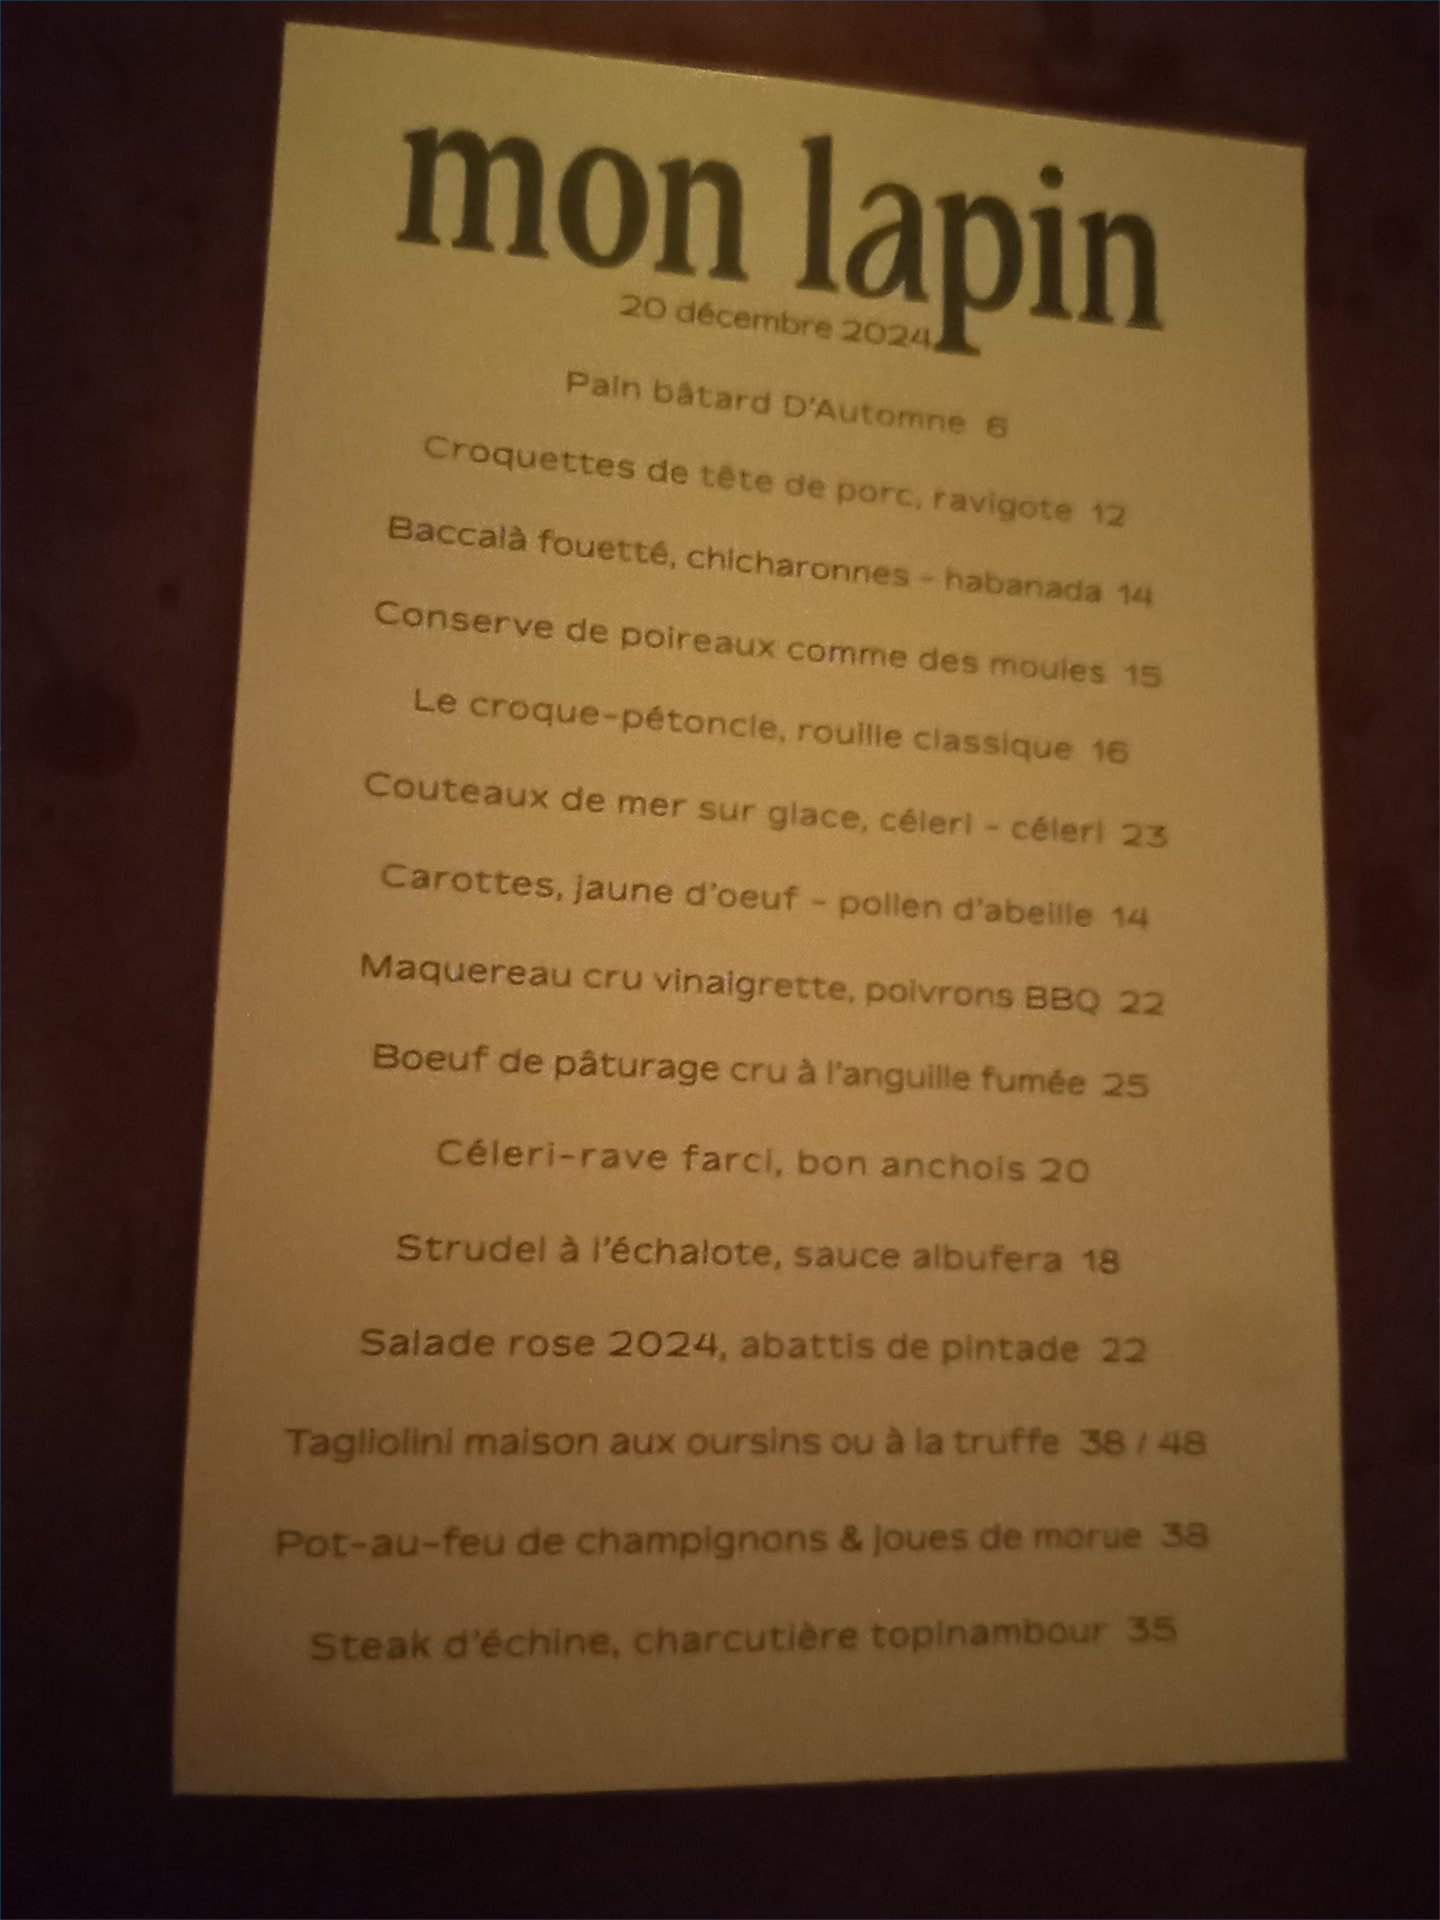 mon lapin
20 décembre 2024
Pain bâtard D'Automne 6
Croquettes de tête de porc, ravigote 12
Baccalà fouetté, chicharonnes - habanada 14
Conserve de poireaux comme des moules 15
Le croque-pétoncle, rouille classique 16
Couteaux de mer sur glace, céleri - céleri 23
Carottes, jaune d'oeuf - pollen d'abeille 14
Maquereau cru vinaigrette, poivrons BBQ 22
Boeuf de pâturage cru à l'anguille fumée 25
Céleri-rave farci, bon anchois 20
Strudel à l'échalote, sauce albufera 18
Salade rose 2024, abattis de pintade 22
Tagliolini maison aux oursins ou à la truffe 38 / 48
Pot-au-feu de champignons & joues de morue 38
Steak d'échine, charcutière topinambour 35